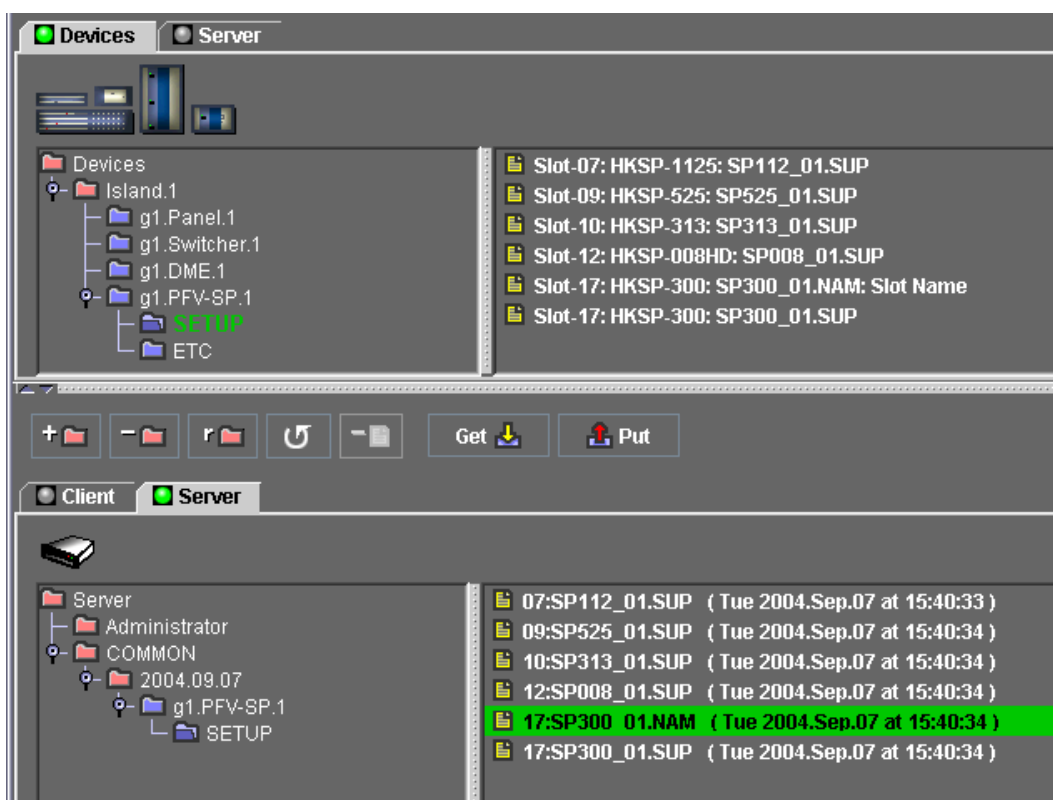 Devices Server
Devices
Island.1
g1.Panel.1
g1.Switcher.1
g1.DME.1
g1.PFV-SP.1
SETUP
ETC
Slot-07: HKSP-1125: SP112_01.SUP
Slot-09: HKSP-525: SP525_01.SUP
Slot-10: HKSP-313: SP313_01.SUP
Slot-12: HKSP-008HD: SP008_01.SUP
Slot-17: HKSP-300: SP300_01.NAM: Slot Name
Slot-17: HKSP-300: SP300_01.SUP
+ - r - Get Put
Client Server
Server
Administrator
COMMON
2004.09.07
g1.PFV-SP.1
SETUP
07:SP112_01.SUP ( Tue 2004.Sep.07 at 15:40:33 )
09:SP525_01.SUP ( Tue 2004.Sep.07 at 15:40:34 )
10:SP313_01.SUP ( Tue 2004.Sep.07 at 15:40:34 )
12:SP008_01.SUP ( Tue 2004.Sep.07 at 15:40:34 )
17:SP300_01.NAM ( Tue 2004.Sep.07 at 15:40:34 )
17:SP300_01.SUP ( Tue 2004.Sep.07 at 15:40:34 )